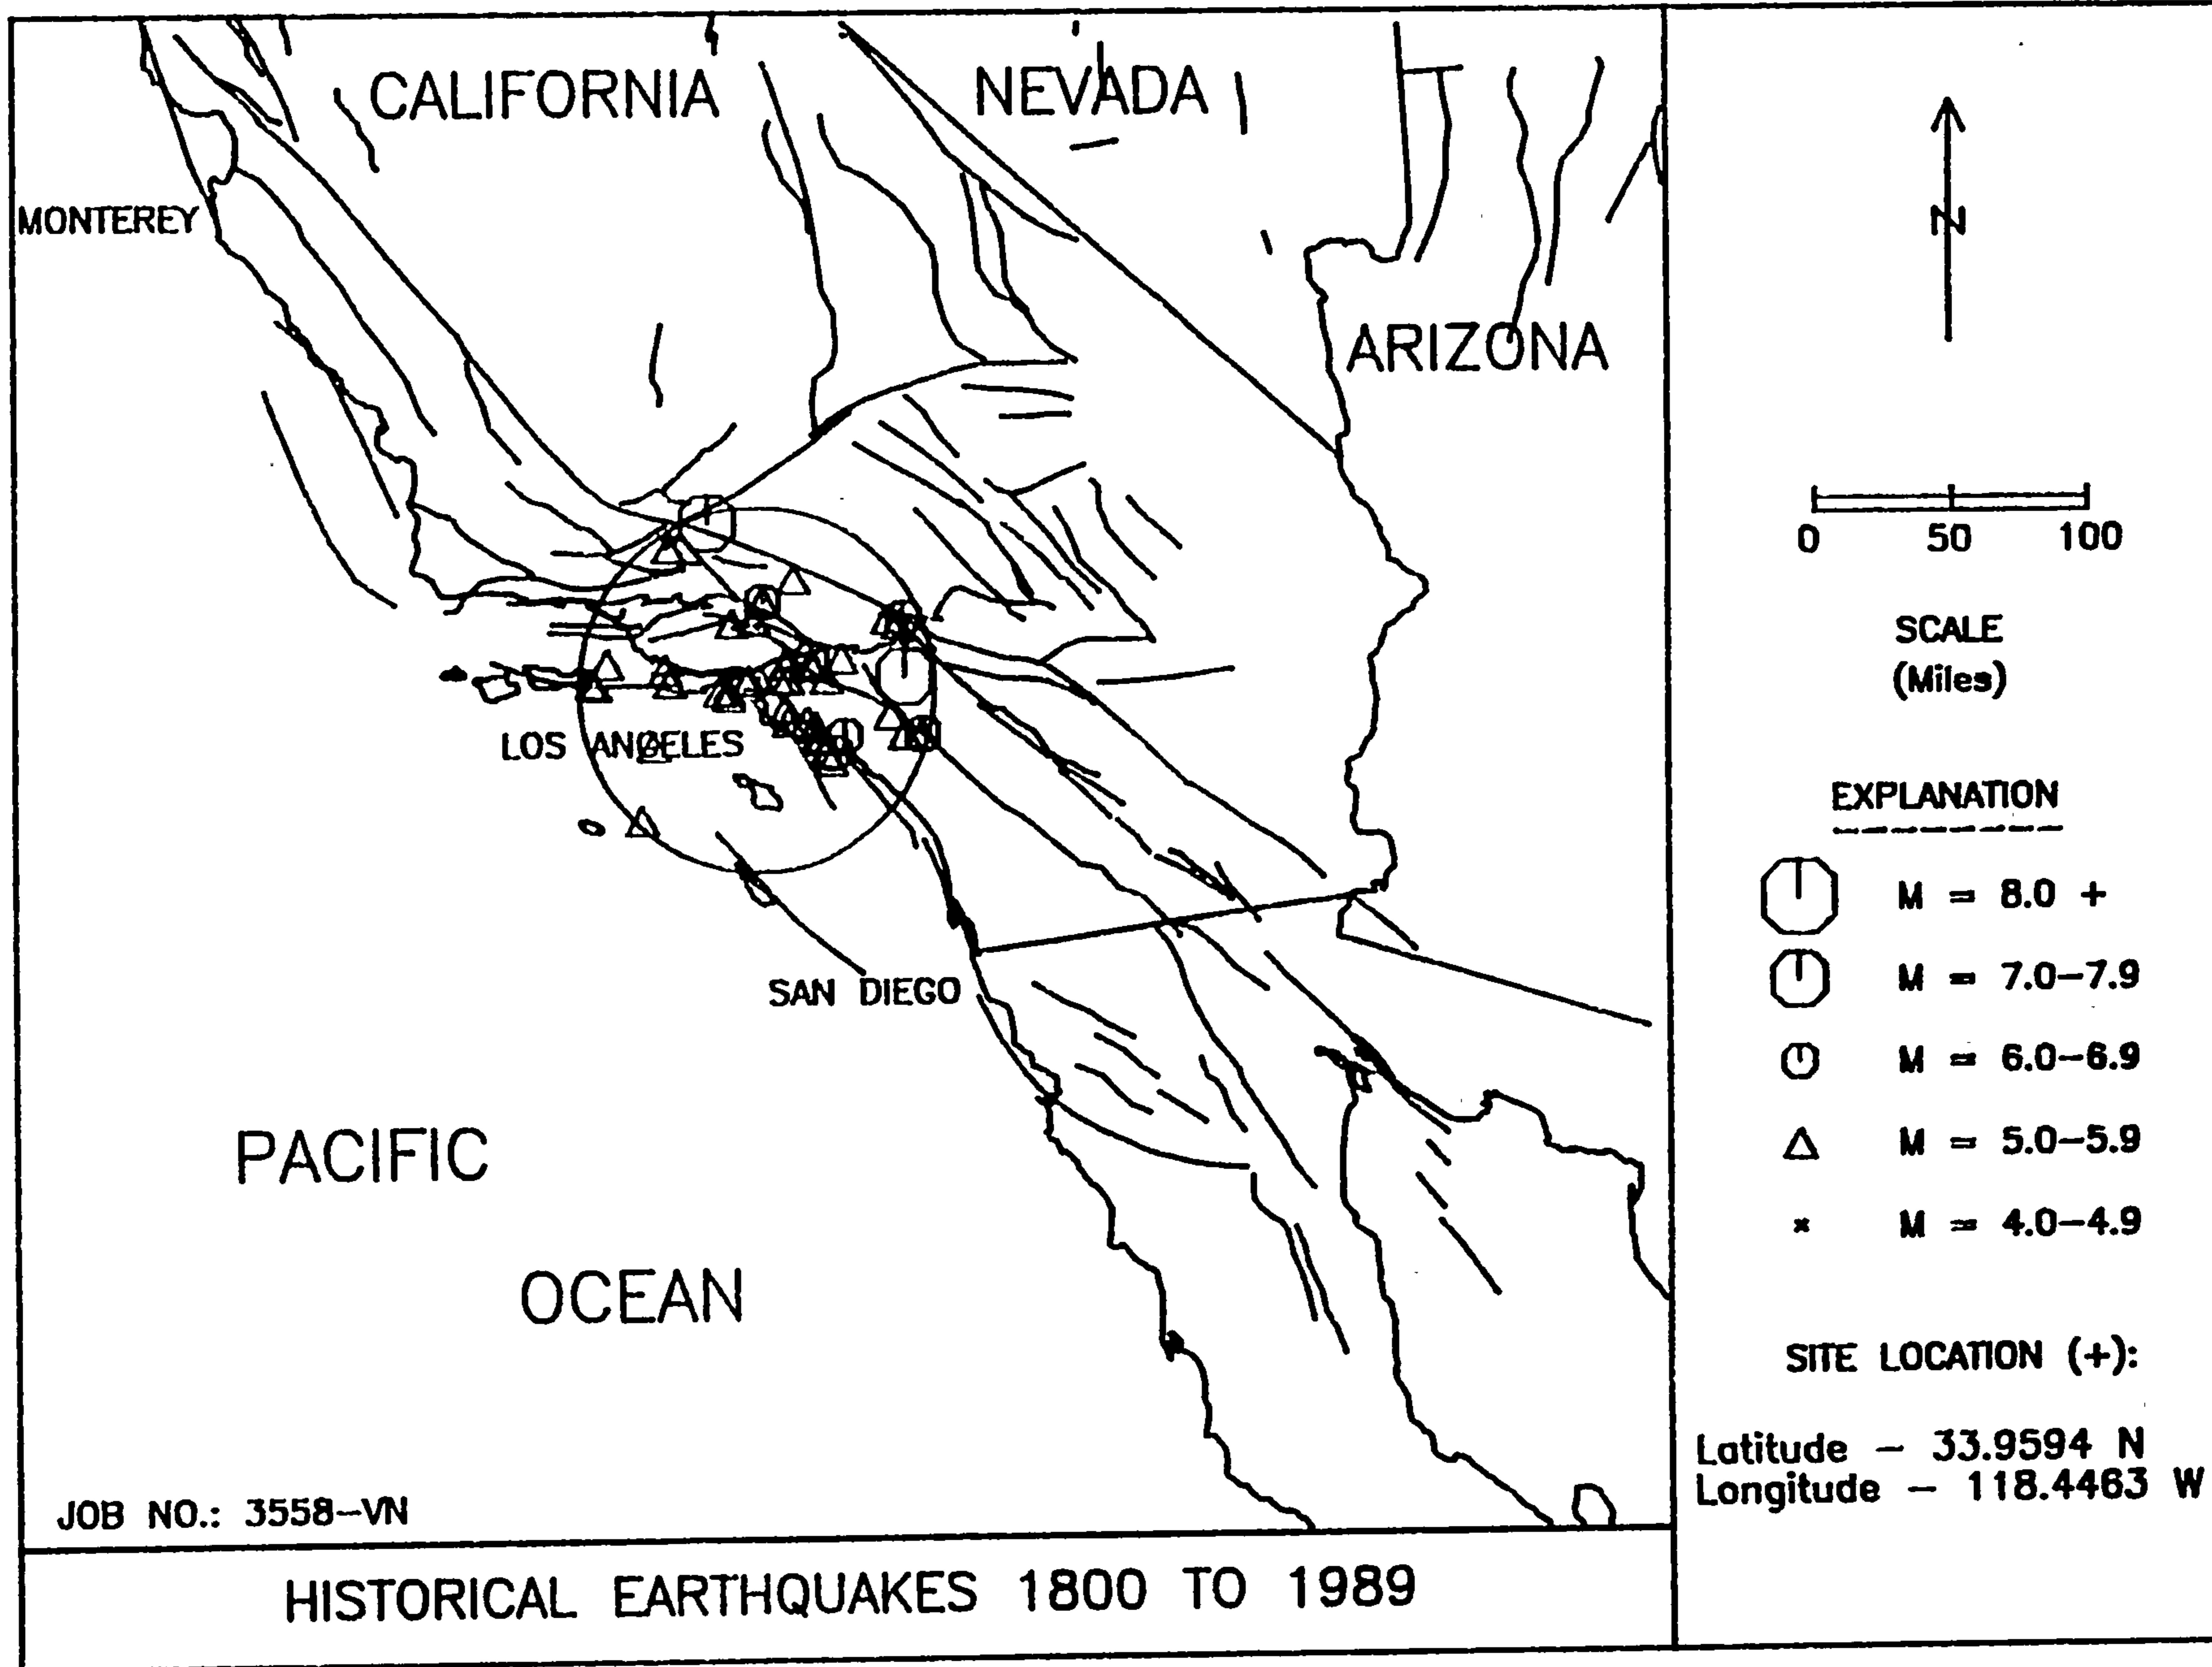 CALIFORNIA
NEVADA
MONTEREY
ARIZONA
LOS ANGELES
SAN DIEGO
PACIFIC
OCEAN
JOB NO.: 3558-VN
HISTORICAL EARTHQUAKES 1800 TO 1989
N
0 50 100
SCALE
(Miles)
EXPLANATION
M = 8.0 +
M = 7.0-7.9
M = 6.0-6.9
M = 5.0-5.9
M = 4.0-4.9
SITE LOCATION (+):
Latitude - 33.9594 N
Longitude - 118.4463 W